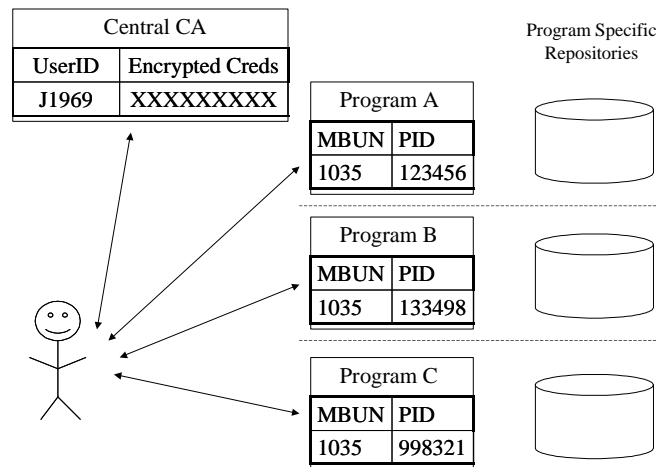 Central CA
UserID Encrypted Creds
J1969 XXXXXXXXX
Program Specific
Repositories
Program A
MBUN PID
1035 123456
Program B
MBUN PID
1035 133498
Program C
MBUN PID
1035 998321